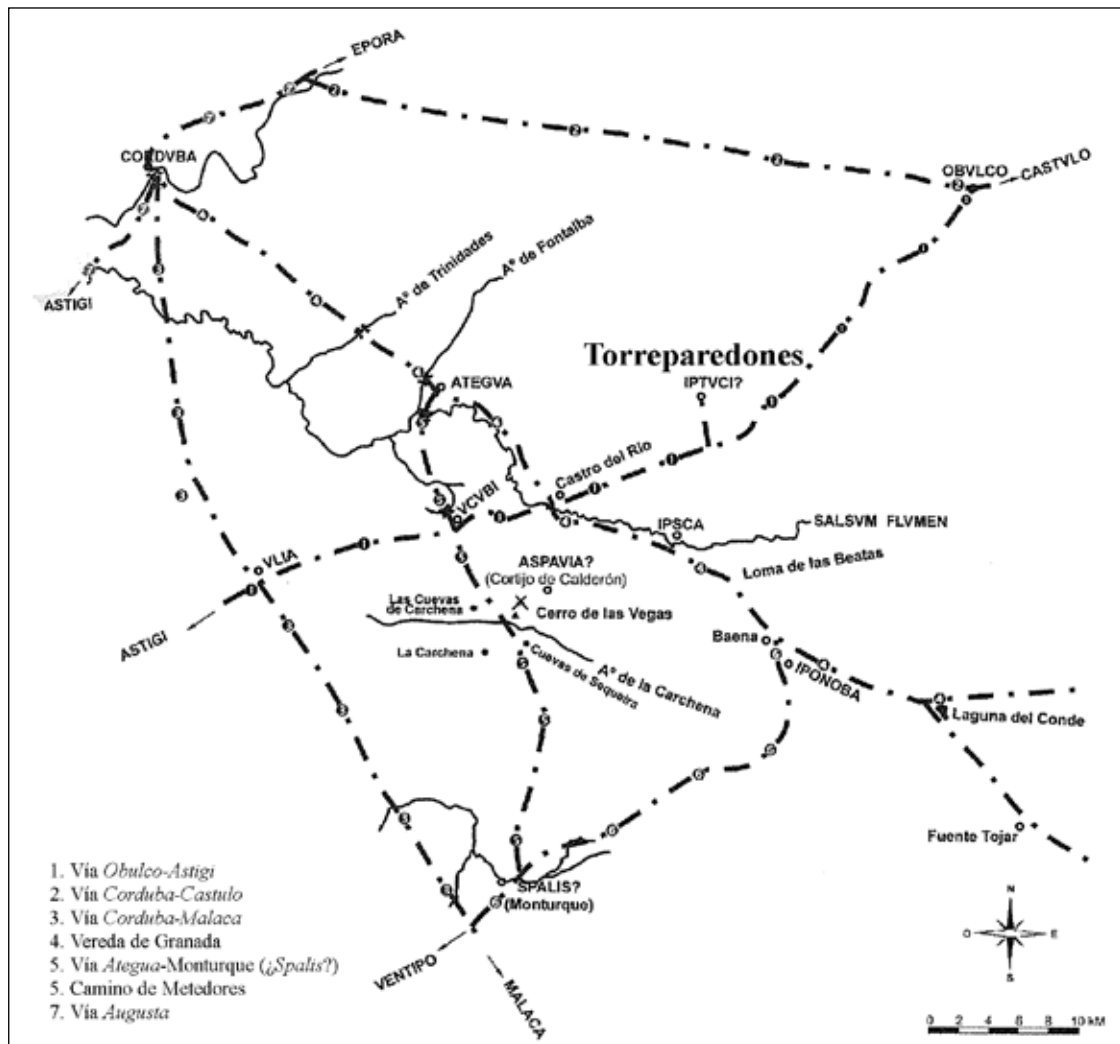 EPORA
CORDVBA
OBVLCO
CASTVLO
ASTIGI
Aº de Trinidades
Aº de Fontalba
Torreparedones
IPTVCI?
ATEGVA
Castro del Rio
VCVBI
IPSCA
SALSVM FLVMEN
VLIA
ASPAVIA?
(Cortijo de Calderón)
Loma de las Beatas
Las Cuevas
de Carchena
Cerro de las Vegas
ASTIGI
La Carchena
Cuevas de Sequeira
Aº de la Carchena
Baena
IPONOBA
Laguna del Conde
Fuente Tojar
SPALIS?
(Monturque)
VENTIPO
MALACA
1. Vía Obulco-Astigi
2. Vía Corduba-Castulo
3. Vía Corduba-Malaca
4. Vereda de Granada
5. Vía Ategua-Monturque (¿Spalis?)
5. Camino de Metedores
7. Vía Augusta
N
O E
S
0 2 4 6 8 10 kM